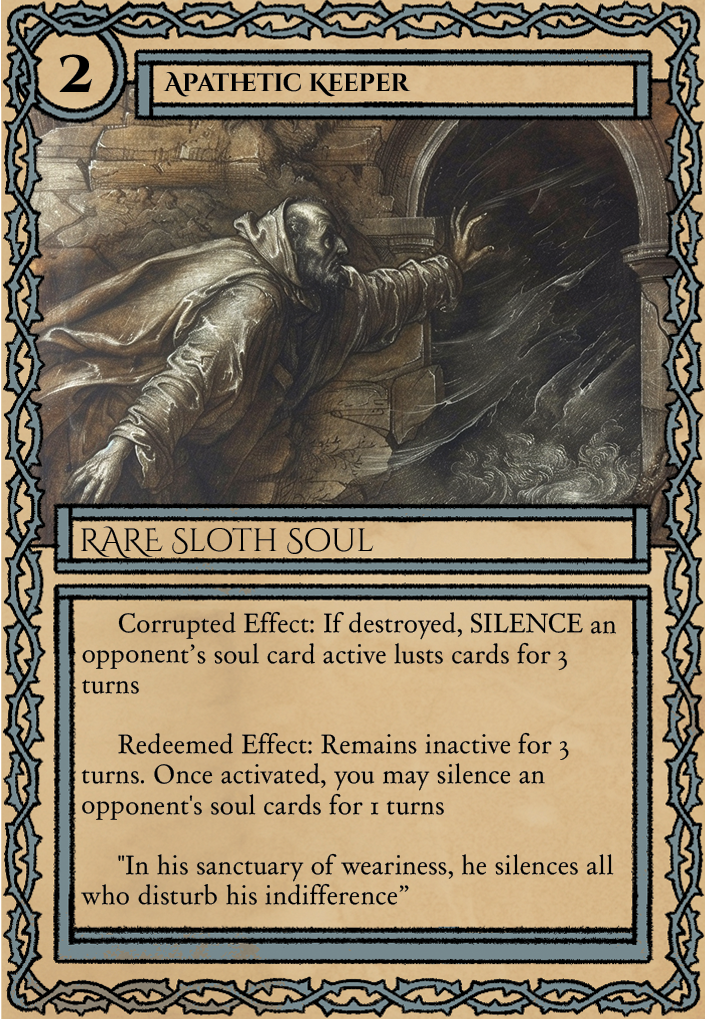 2
Apathetic Keeper
Rare Sloth Soul
Corrupted Effect: If destroyed, SILENCE an
opponent’s soul card active lusts cards for 3
turns
Redeemed Effect: Remains inactive for 3
turns. Once activated, you may silence an
opponent's soul cards for 1 turns
"In his sanctuary of weariness, he silences all
who disturb his indifference”